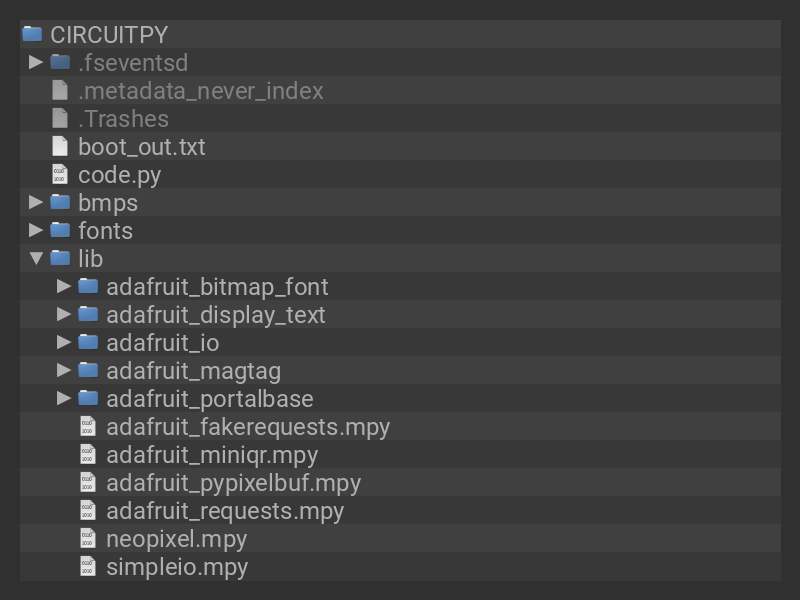 CIRCUITPY
.fseventsd
.metadata_never_index
.Trashes
boot_out.txt
code.py
bmps
fonts
lib
adafruit_bitmap_font
adafruit_display_text
adafruit_io
adafruit_magtag
adafruit_portalbase
adafruit_fakerequests.mpy
adafruit_miniqr.mpy
adafruit_pypixelbuf.mpy
adafruit_requests.mpy
neopixel.mpy
simpleio.mpy